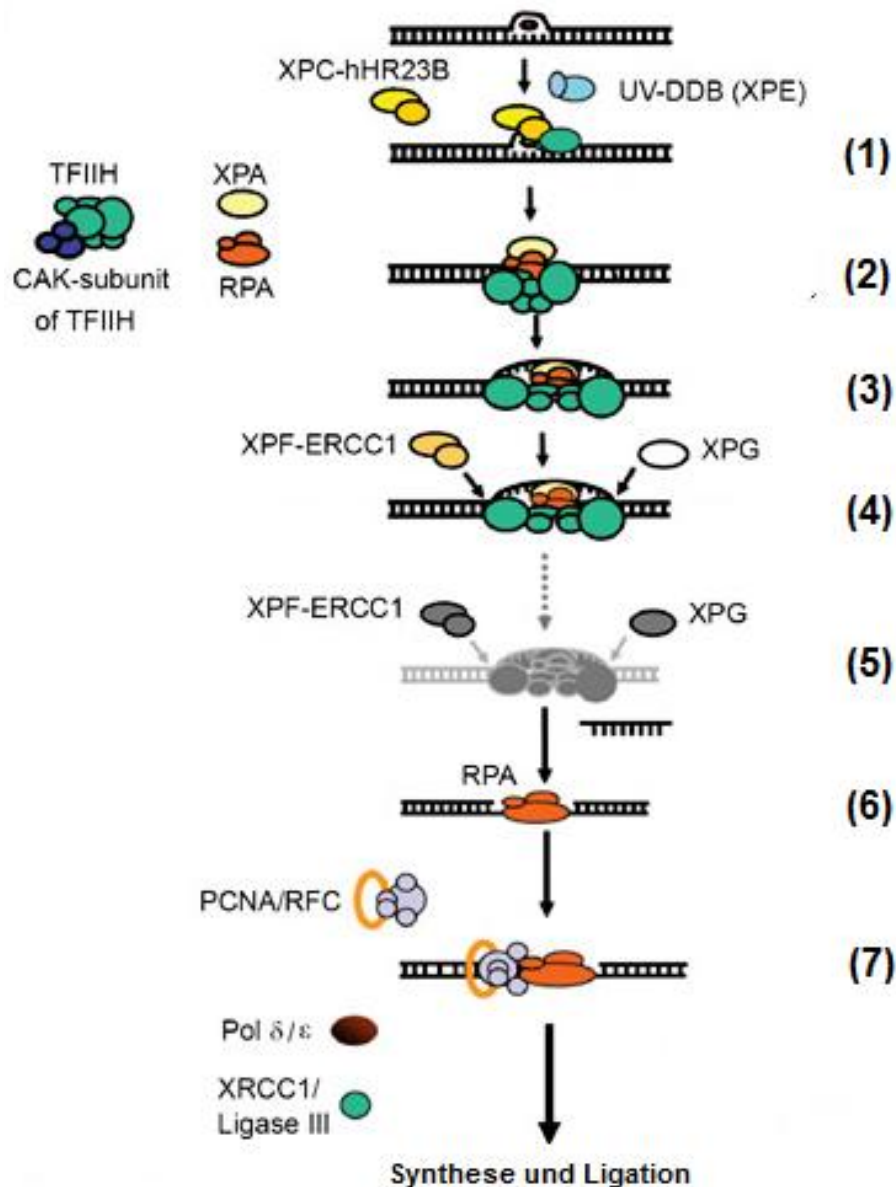 XPC-hHR23B
UV-DDB (XPE)
(1)
TFIIH
XPA
CAK-subunit
of TFIIH
RPA
(2)
(3)
XPF-ERCC1
XPG
(4)
XPF-ERCC1
XPG
(5)
RPA
(6)
PCNA/RFC
(7)
Pol δ/ε
XRCC1/
Ligase III
Synthese und Ligation